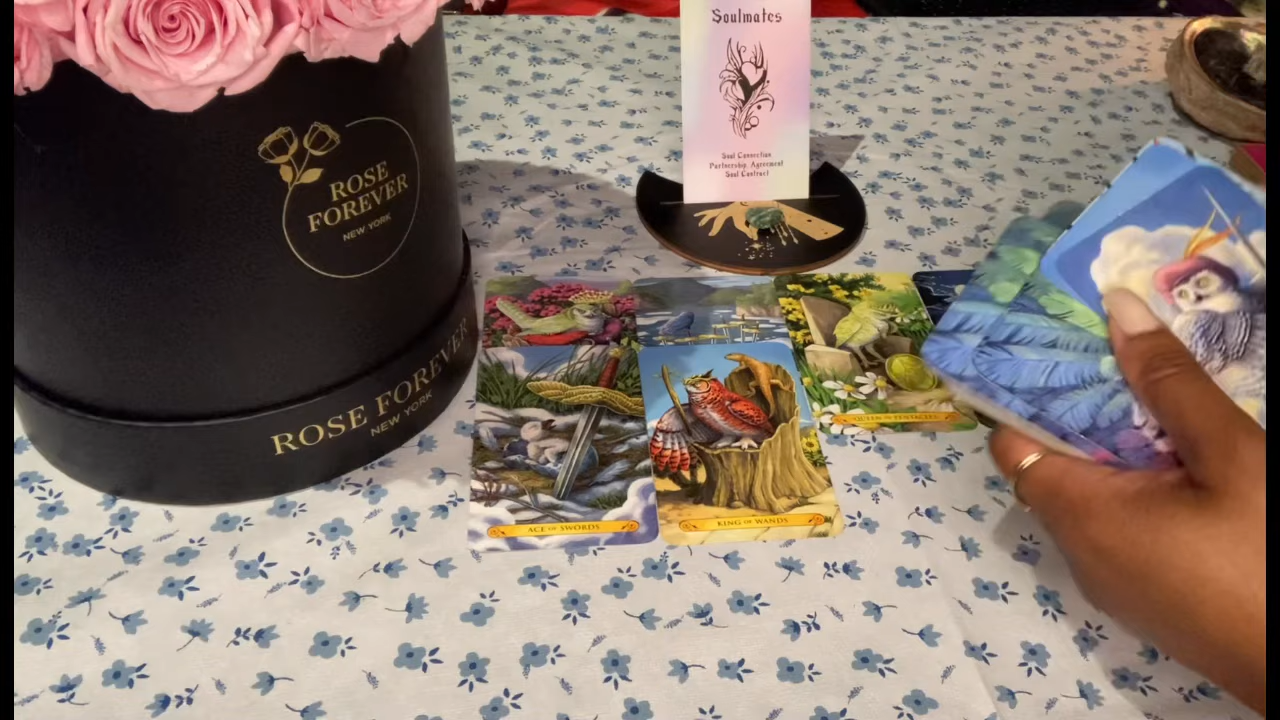 Soulmates
Soul Connection
Partnership, Agreement
Soul Contract
ROSE
FOREVER
NEW YORK
ROSE FOREVER
NEW YORK
QUEEN OF PENTACLES
ACE OF SWORDS
KING OF WANDS